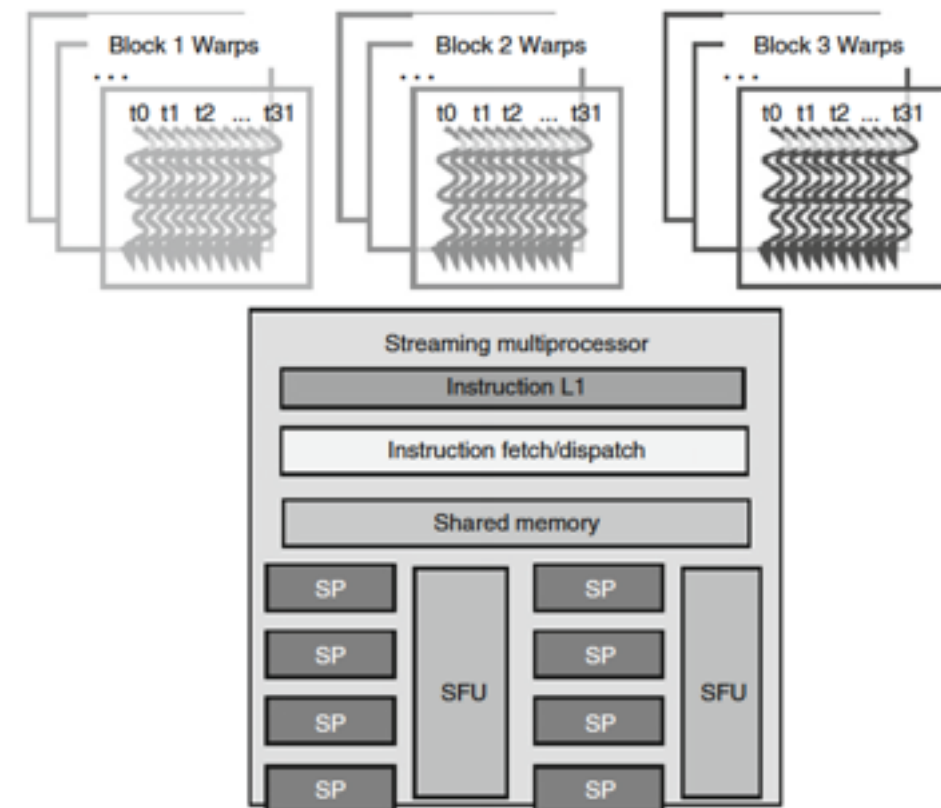 Block 1 Warps
Block 2 Warps
Block 3 Warps
...
...
...
t0 t1 t2 ... t31
t0 t1 t2 ... t31
t0 t1 t2 ... t31
Streaming multiprocessor
Instruction L1
Instruction fetch/dispatch
Shared memory
SP
SP
SP
SP
SFU
SP
SP
SP
SP
SFU